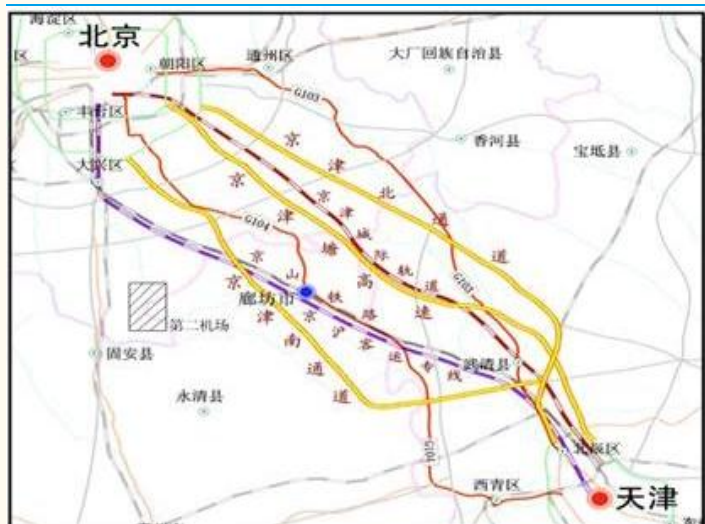 海淀区
北京
区
朝阳区
通州区
大厂回族自治县
G103
丰台区
香河县
宝坻县
大兴区
京津北通道
京津城际轨道
京津塘高速
G104
京山铁路
廊坊市
京沪客运专线
京津南通道
G103
第二机场
固安县
武清县
永清县
北辰区
G104
西青区
天津